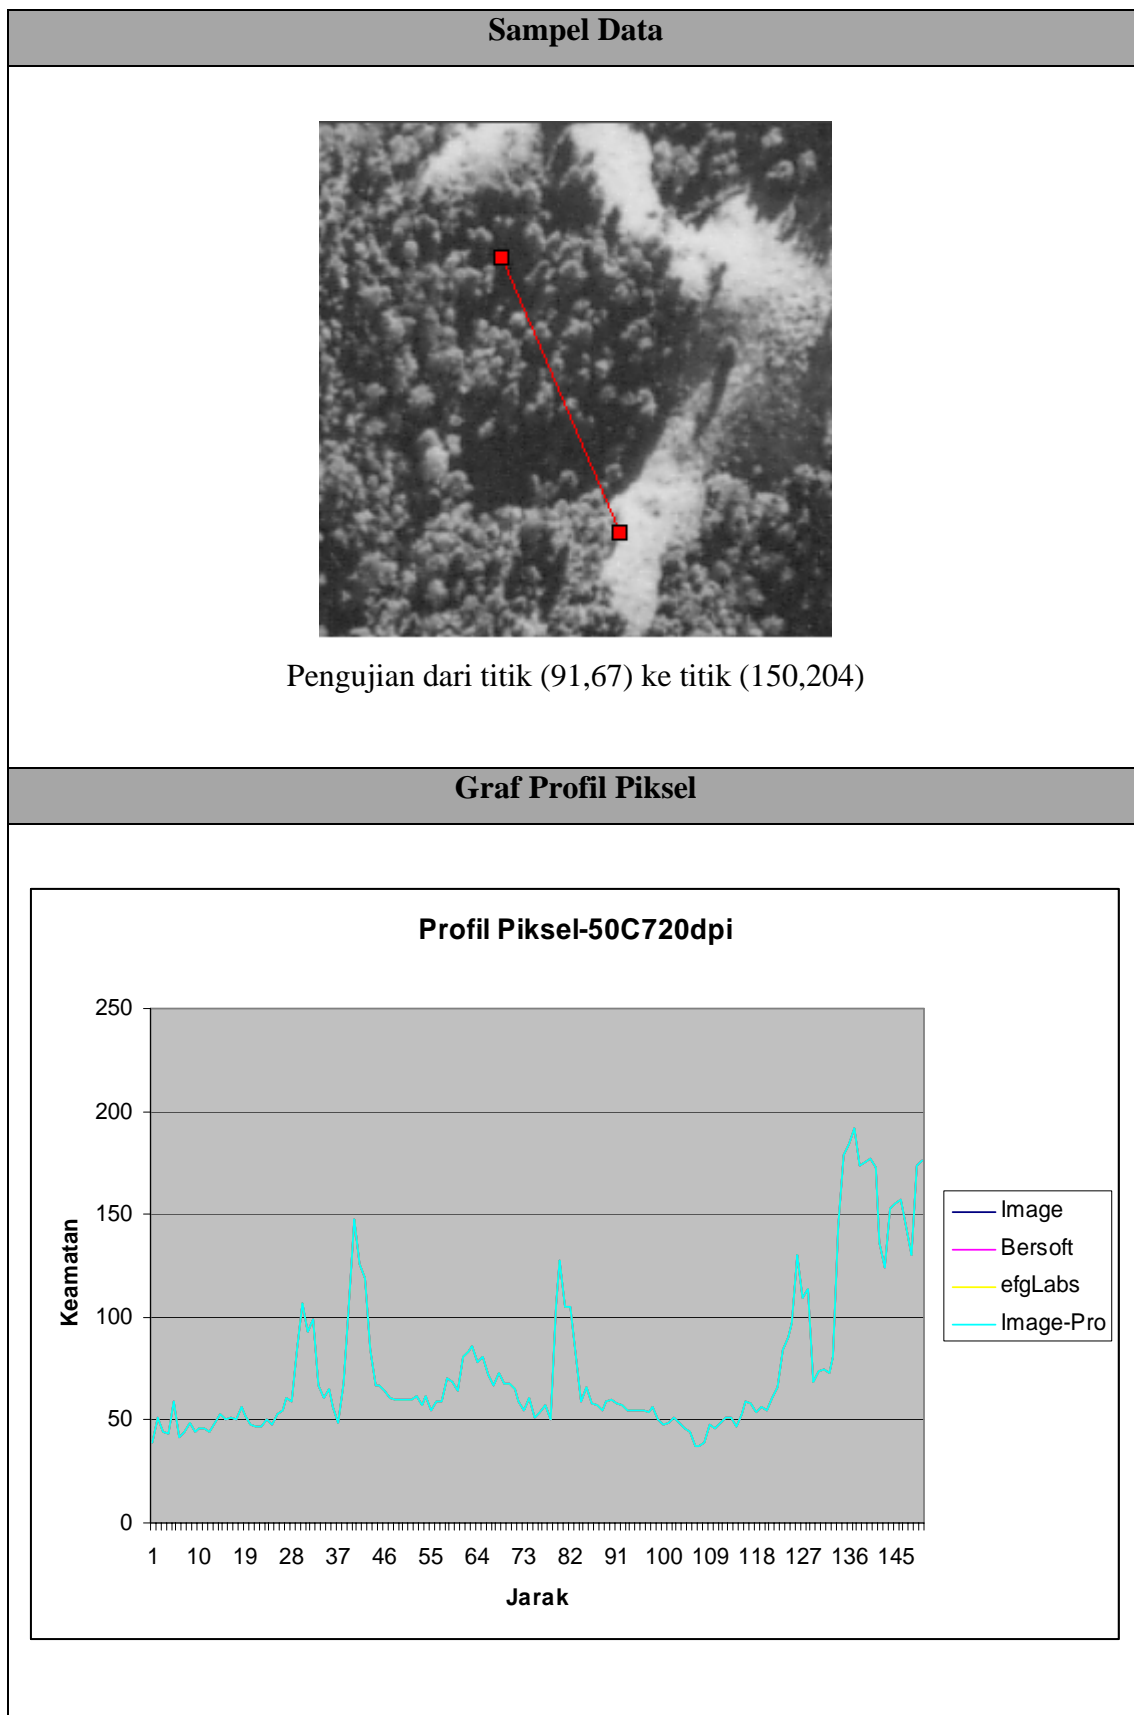 Sampel Data
Pengujian dari titik (91,67) ke titik (150,204)
Graf Profil Piksel
Profil Piksel-50C720dpi
250
200
150
100
50
0
Keamatan
1 10 19 28 37 46 55 64 73 82 91 100 109 118 127 136 145
Jarak
Image
Bersoft
efgLabs
Image-Pro